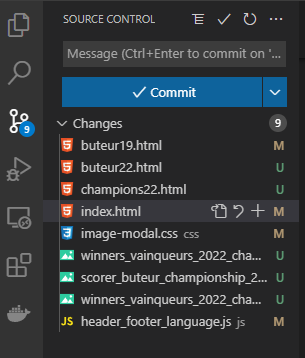 SOURCE CONTROL
Message (Ctrl+Enter to commit on '...
Commit
Changes 9
buteur19.html M
buteur22.html U
champions22.html U
index.html M
image-modal.css css M
winners_vainqueurs_2022_cha... U
scorer_buteur_championship_2... U
winners_vainqueurs_2022_cha... U
JS header_footer_language.js js M
9